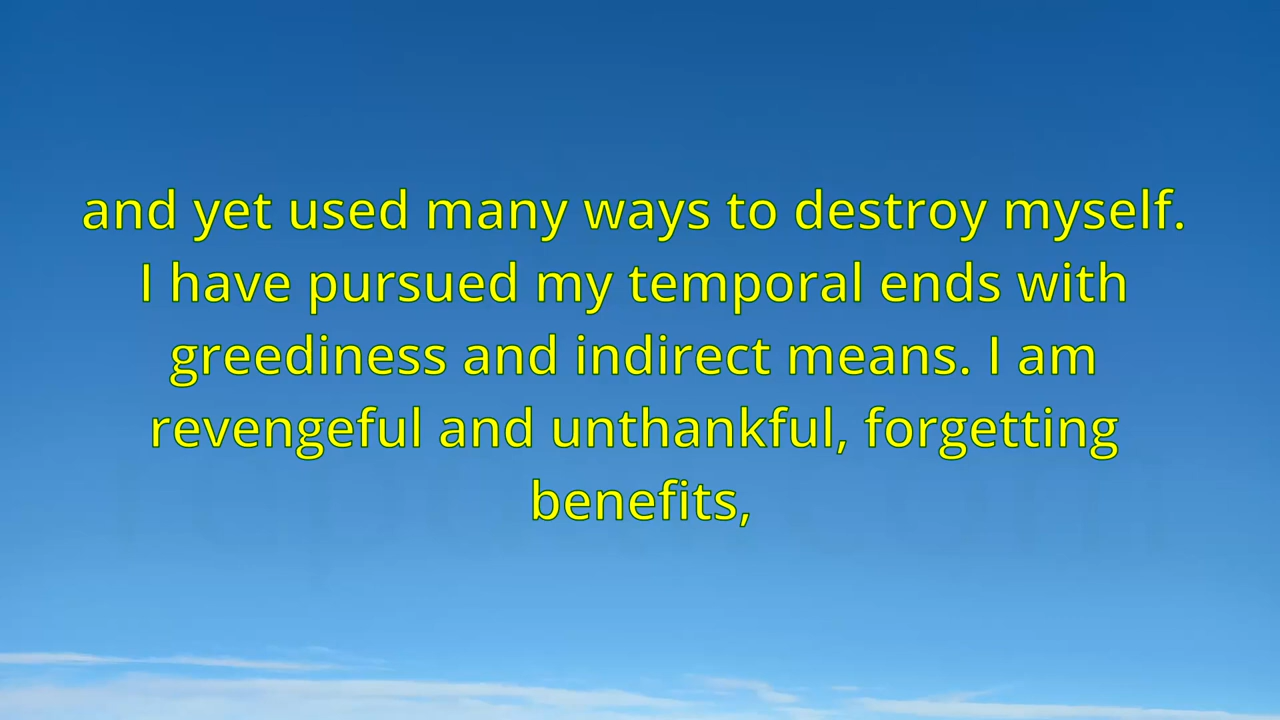 and yet used many ways to destroy myself.
I have pursued my temporal ends with
greediness and indirect means. I am
revengeful and unthankful, forgetting
benefits,